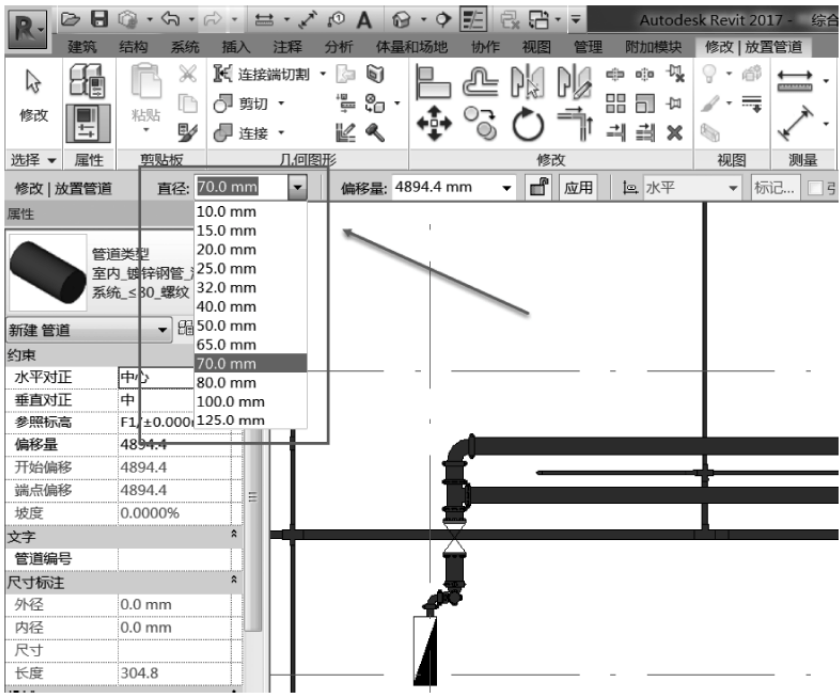 Autodesk Revit 2017 - 综合
建筑 结构 系统 插入 注释 分析 体量和场地 协作 视图 管理 附加模块 修改 | 放置管道
修改 粘贴 连接端切割
剪切
连接
选择 属性 剪贴板 几何图形 修改 视图 测量
修改 | 放置管道 直径: 70.0 mm 偏移量: 4894.4 mm 应用 水平 标记...
属性
10.0 mm
15.0 mm
20.0 mm
25.0 mm
32.0 mm
40.0 mm
50.0 mm
65.0 mm
70.0 mm
80.0 mm
100.0 mm
125.0 mm
管道类型
室内_镀锌钢管_
系统_≤80_螺纹
新建 管道
约束
水平对正 中心
垂直对正 中
参照标高 F1/±0.000
偏移量 4894.4
开始偏移 4894.4
端点偏移 4894.4
坡度 0.0000%
文字
管道编号
尺寸标注
外径 0.0 mm
内径 0.0 mm
尺寸
长度 304.8